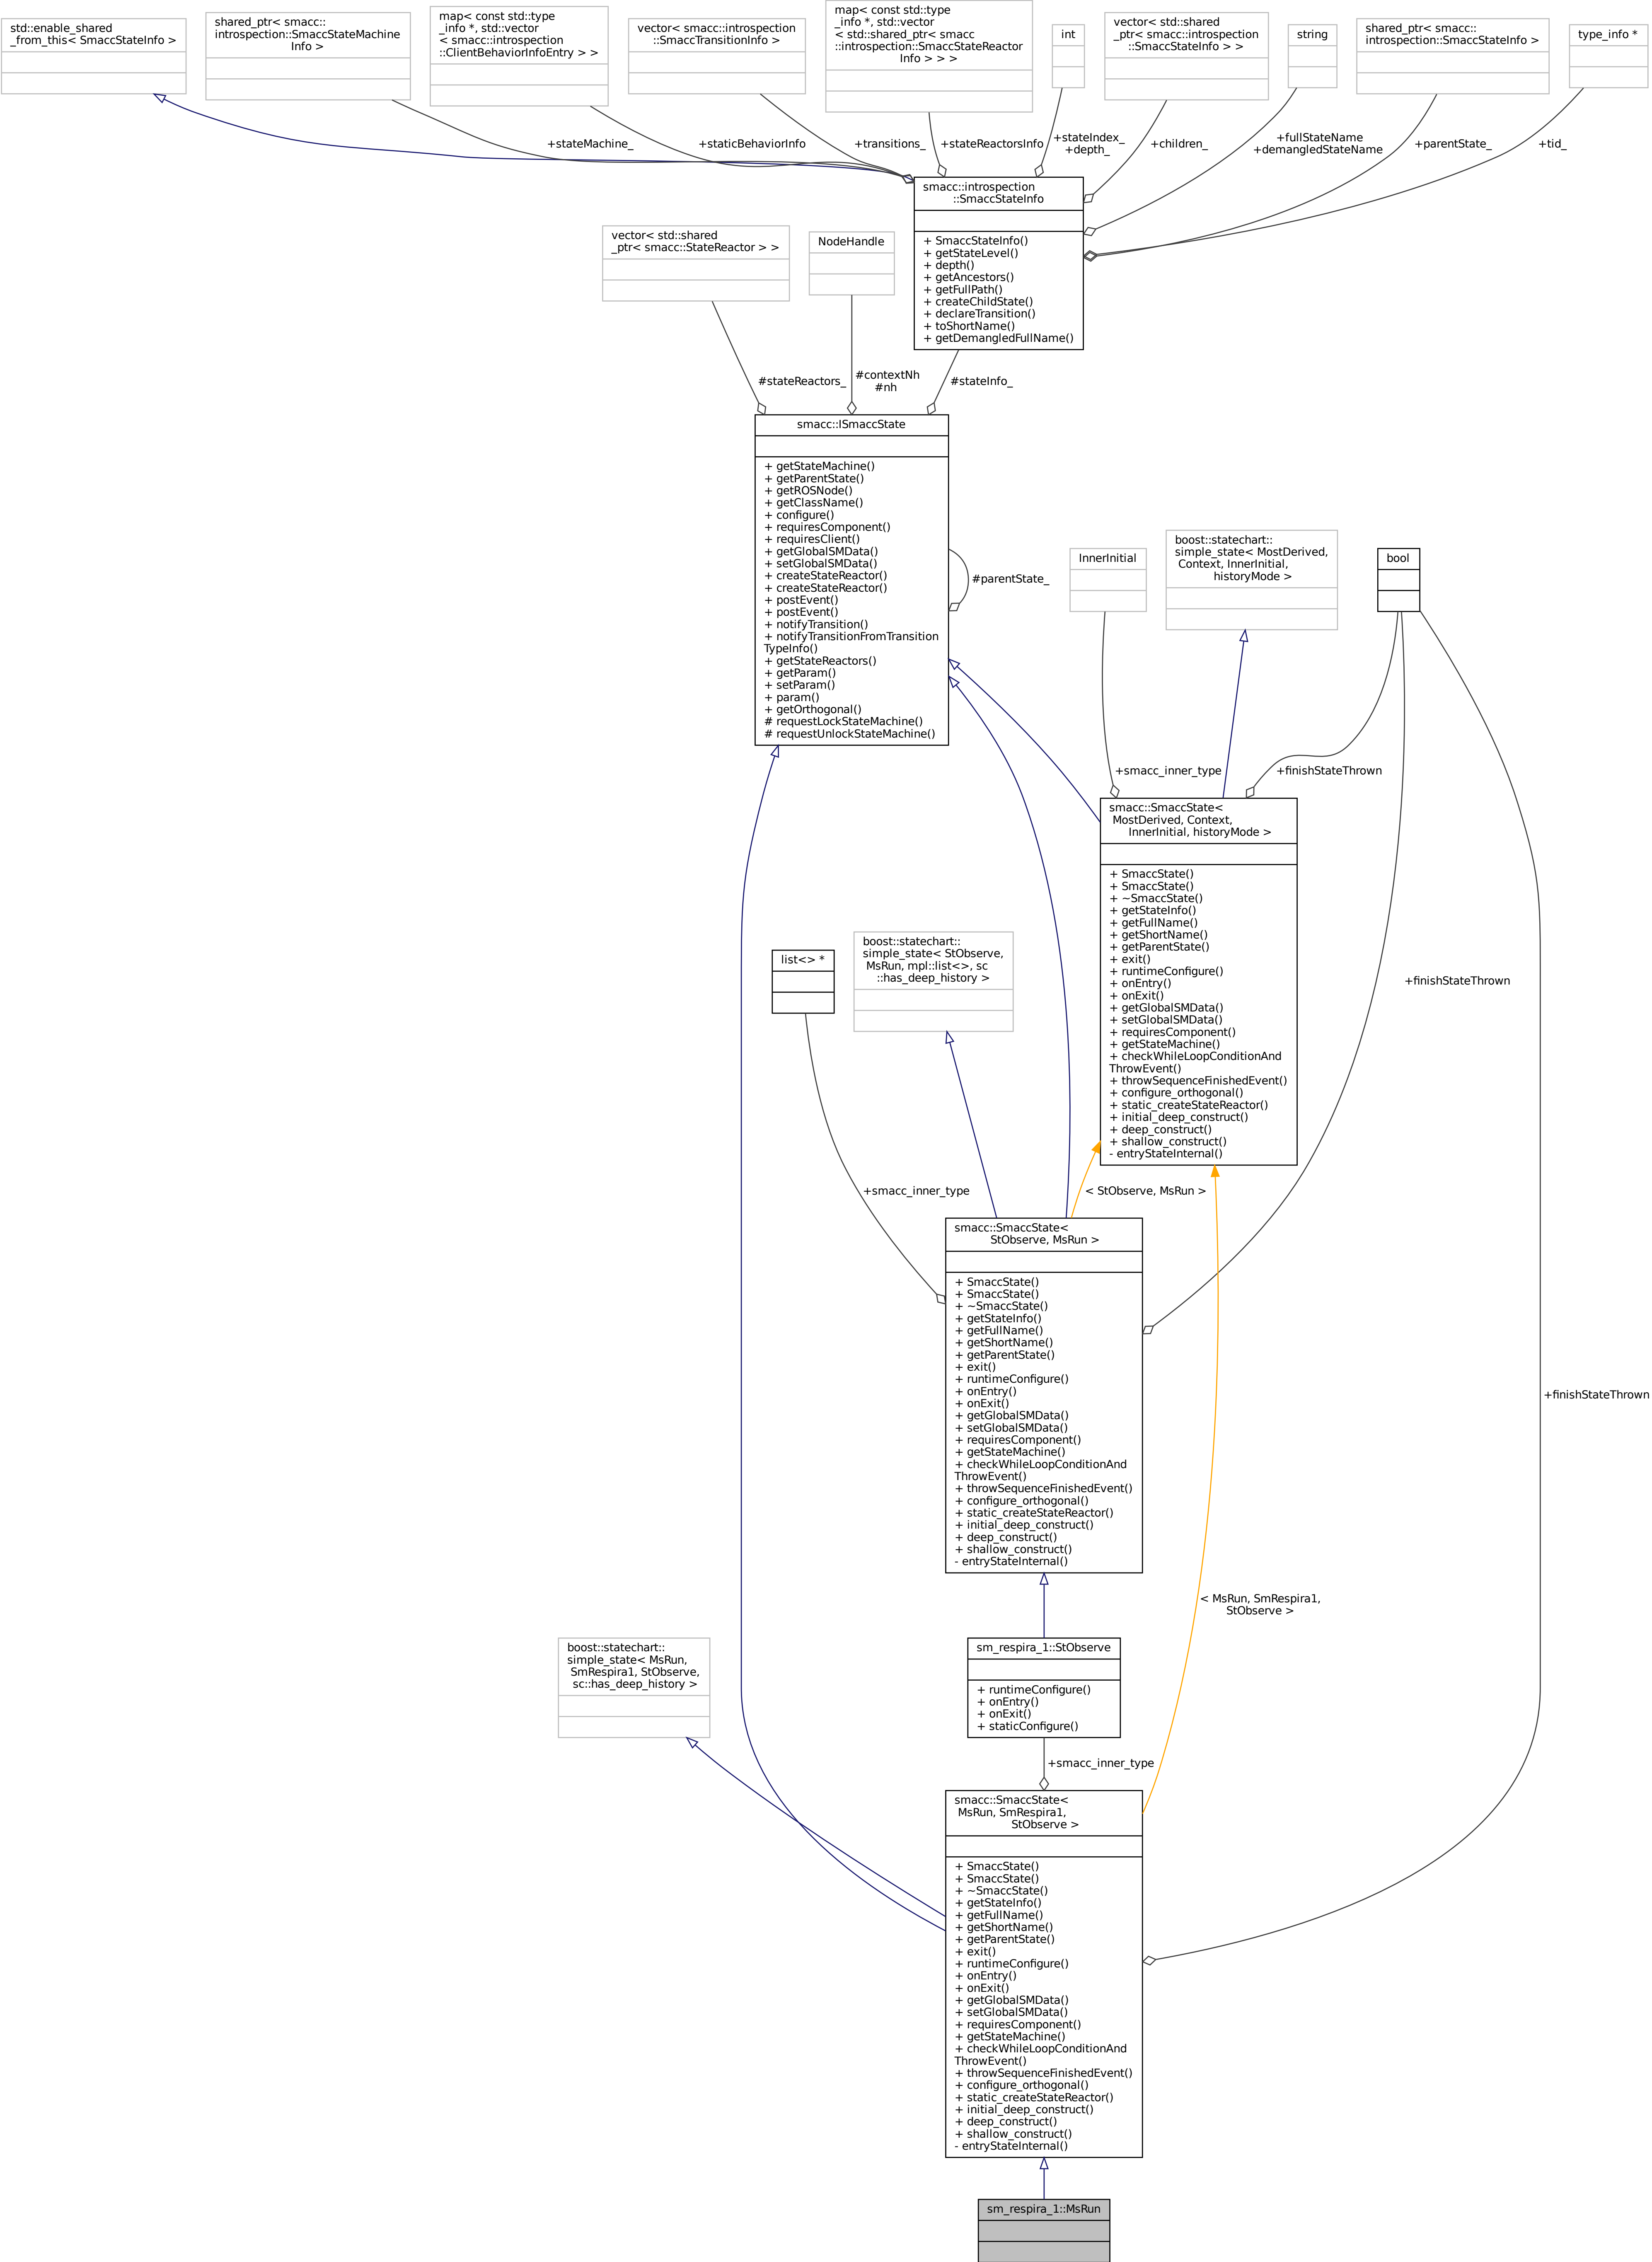 std::enable_shared
_from_this< SmaccStateInfo >
shared_ptr< smacc::
introspection::SmaccStateMachine
Info >
map< const std::type
_info *, std::vector
< smacc::introspection
::ClientBehaviorInfoEntry > >
vector< smacc::introspection
::SmaccTransitionInfo >
map< const std::type
_info *, std::vector
< std::shared_ptr< smacc
::introspection::SmaccStateReactor
Info > > >
int
vector< std::shared
_ptr< smacc::introspection
::SmaccStateInfo > >
string
shared_ptr< smacc::
introspection::SmaccStateInfo >
type_info *
+stateMachine_
+staticBehaviorInfo
+transitions_
+stateReactorsInfo
+stateIndex_
+depth_
+children_
+fullStateName
+demangledStateName
+parentState_
+tid_
smacc::introspection
::SmaccStateInfo
+ SmaccStateInfo()
+ getStateLevel()
+ depth()
+ getAncestors()
+ getFullPath()
+ createChildState()
+ declareTransition()
+ toShortName()
+ getDemangledFullName()
vector< std::shared
_ptr< smacc::StateReactor > >
NodeHandle
#stateReactors_
#contextNh
#nh
#stateInfo_
smacc::ISmaccState
+ getStateMachine()
+ getParentState()
+ getROSNode()
+ getClassName()
+ configure()
+ requiresComponent()
+ requiresClient()
+ getGlobalSMData()
+ setGlobalSMData()
+ createStateReactor()
+ createStateReactor()
+ postEvent()
+ postEvent()
+ notifyTransition()
+ notifyTransitionFromTransition
TypeInfo()
+ getStateReactors()
+ getParam()
+ setParam()
+ param()
+ getOrthogonal()
# requestLockStateMachine()
# requestUnlockStateMachine()
#parentState_
InnerInitial
boost::statechart::
simple_state< MostDerived,
Context, InnerInitial,
historyMode >
bool
+smacc_inner_type
+finishStateThrown
smacc::SmaccState<
MostDerived, Context,
InnerInitial, historyMode >
+ SmaccState()
+ SmaccState()
+ ~SmaccState()
+ getStateInfo()
+ getFullName()
+ getShortName()
+ getParentState()
+ exit()
+ runtimeConfigure()
+ onEntry()
+ onExit()
+ getGlobalSMData()
+ setGlobalSMData()
+ requiresComponent()
+ getStateMachine()
+ checkWhileLoopConditionAnd
ThrowEvent()
+ throwSequenceFinishedEvent()
+ configure_orthogonal()
+ static_createStateReactor()
+ initial_deep_construct()
+ deep_construct()
+ shallow_construct()
- entryStateInternal()
list<> *
boost::statechart::
simple_state< StObserve,
MsRun, mpl::list<>, sc
::has_deep_history >
+finishStateThrown
+smacc_inner_type
< StObserve, MsRun >
smacc::SmaccState<
StObserve, MsRun >
+ SmaccState()
+ SmaccState()
+ ~SmaccState()
+ getStateInfo()
+ getFullName()
+ getShortName()
+ getParentState()
+ exit()
+ runtimeConfigure()
+ onEntry()
+ onExit()
+ getGlobalSMData()
+ setGlobalSMData()
+ requiresComponent()
+ getStateMachine()
+ checkWhileLoopConditionAnd
ThrowEvent()
+ throwSequenceFinishedEvent()
+ configure_orthogonal()
+ static_createStateReactor()
+ initial_deep_construct()
+ deep_construct()
+ shallow_construct()
- entryStateInternal()
+finishStateThrown
< MsRun, SmRespira1,
StObserve >
boost::statechart::
simple_state< MsRun,
SmRespira1, StObserve,
sc::has_deep_history >
sm_respira_1::StObserve
+ runtimeConfigure()
+ onEntry()
+ onExit()
+ staticConfigure()
+smacc_inner_type
smacc::SmaccState<
MsRun, SmRespira1,
StObserve >
+ SmaccState()
+ SmaccState()
+ ~SmaccState()
+ getStateInfo()
+ getFullName()
+ getShortName()
+ getParentState()
+ exit()
+ runtimeConfigure()
+ onEntry()
+ onExit()
+ getGlobalSMData()
+ setGlobalSMData()
+ requiresComponent()
+ getStateMachine()
+ checkWhileLoopConditionAnd
ThrowEvent()
+ throwSequenceFinishedEvent()
+ configure_orthogonal()
+ static_createStateReactor()
+ initial_deep_construct()
+ deep_construct()
+ shallow_construct()
- entryStateInternal()
sm_respira_1::MsRun